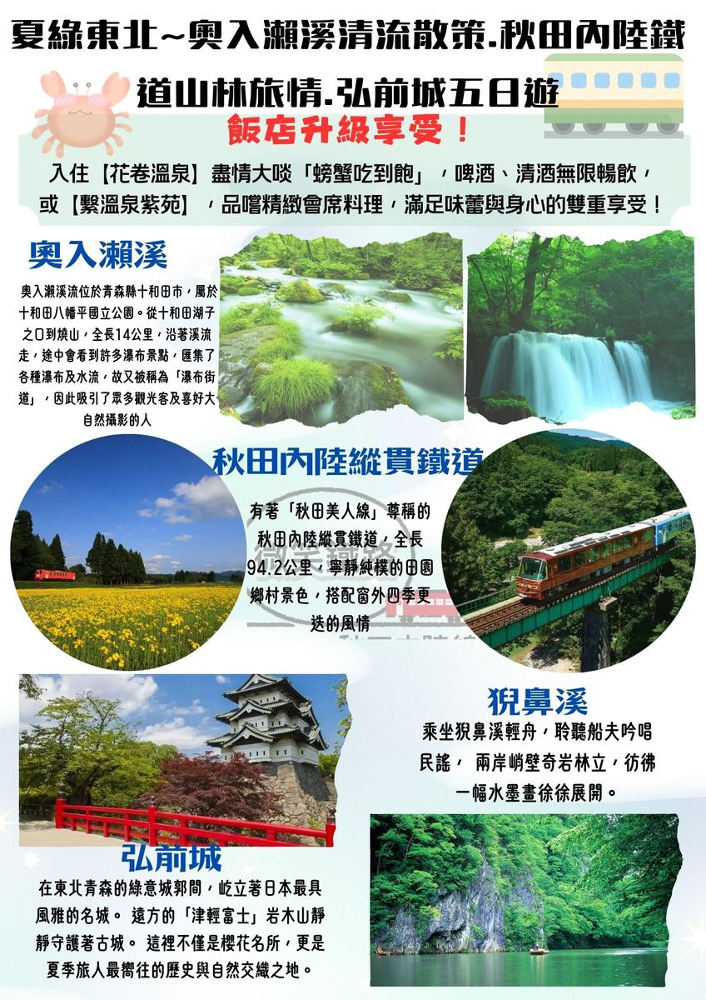 夏綠東北~奧入瀨溪清流散策.秋田內陸鐵
道山林旅情.弘前城五日遊
飯店升級享受！
入住【花卷溫泉】盡情大啖「螃蟹吃到飽」，啤酒、清酒無限暢飲，
或【繫溫泉紫苑】，品嚐精緻會席料理，滿足味蕾與身心的雙重享受！
奧入瀨溪
奧入瀨溪流位於青森縣十和田市，屬於
十和田八幡平國立公園。從十和田湖子
之口到燒山，全長14公里，沿著溪流
走，途中會看到許多瀑布景點，匯集了
各種瀑布及水流，故又被稱為「瀑布街
道」，因此吸引了眾多觀光客及喜好大
自然攝影的人
秋田內陸縱貫鐵道
有著「秋田美人線」尊稱的
秋田內陸縱貫鐵道，全長
94.2公里，寧靜純樸的田園
鄉村景色，搭配窗外四季更
迭的風情
微笑鐵路
猊鼻溪
乘坐猊鼻溪輕舟，聆聽船夫吟唱
民謠， 兩岸峭壁奇岩林立，彷彿
一幅水墨畫徐徐展開。
弘前城
在東北青森的綠意城郭間，屹立著日本最具
風雅的名城。 遠方的「津輕富士」岩木山靜
靜守護著古城。 這裡不僅是櫻花名所，更是
夏季旅人最嚮往的歷史與自然交織之地。